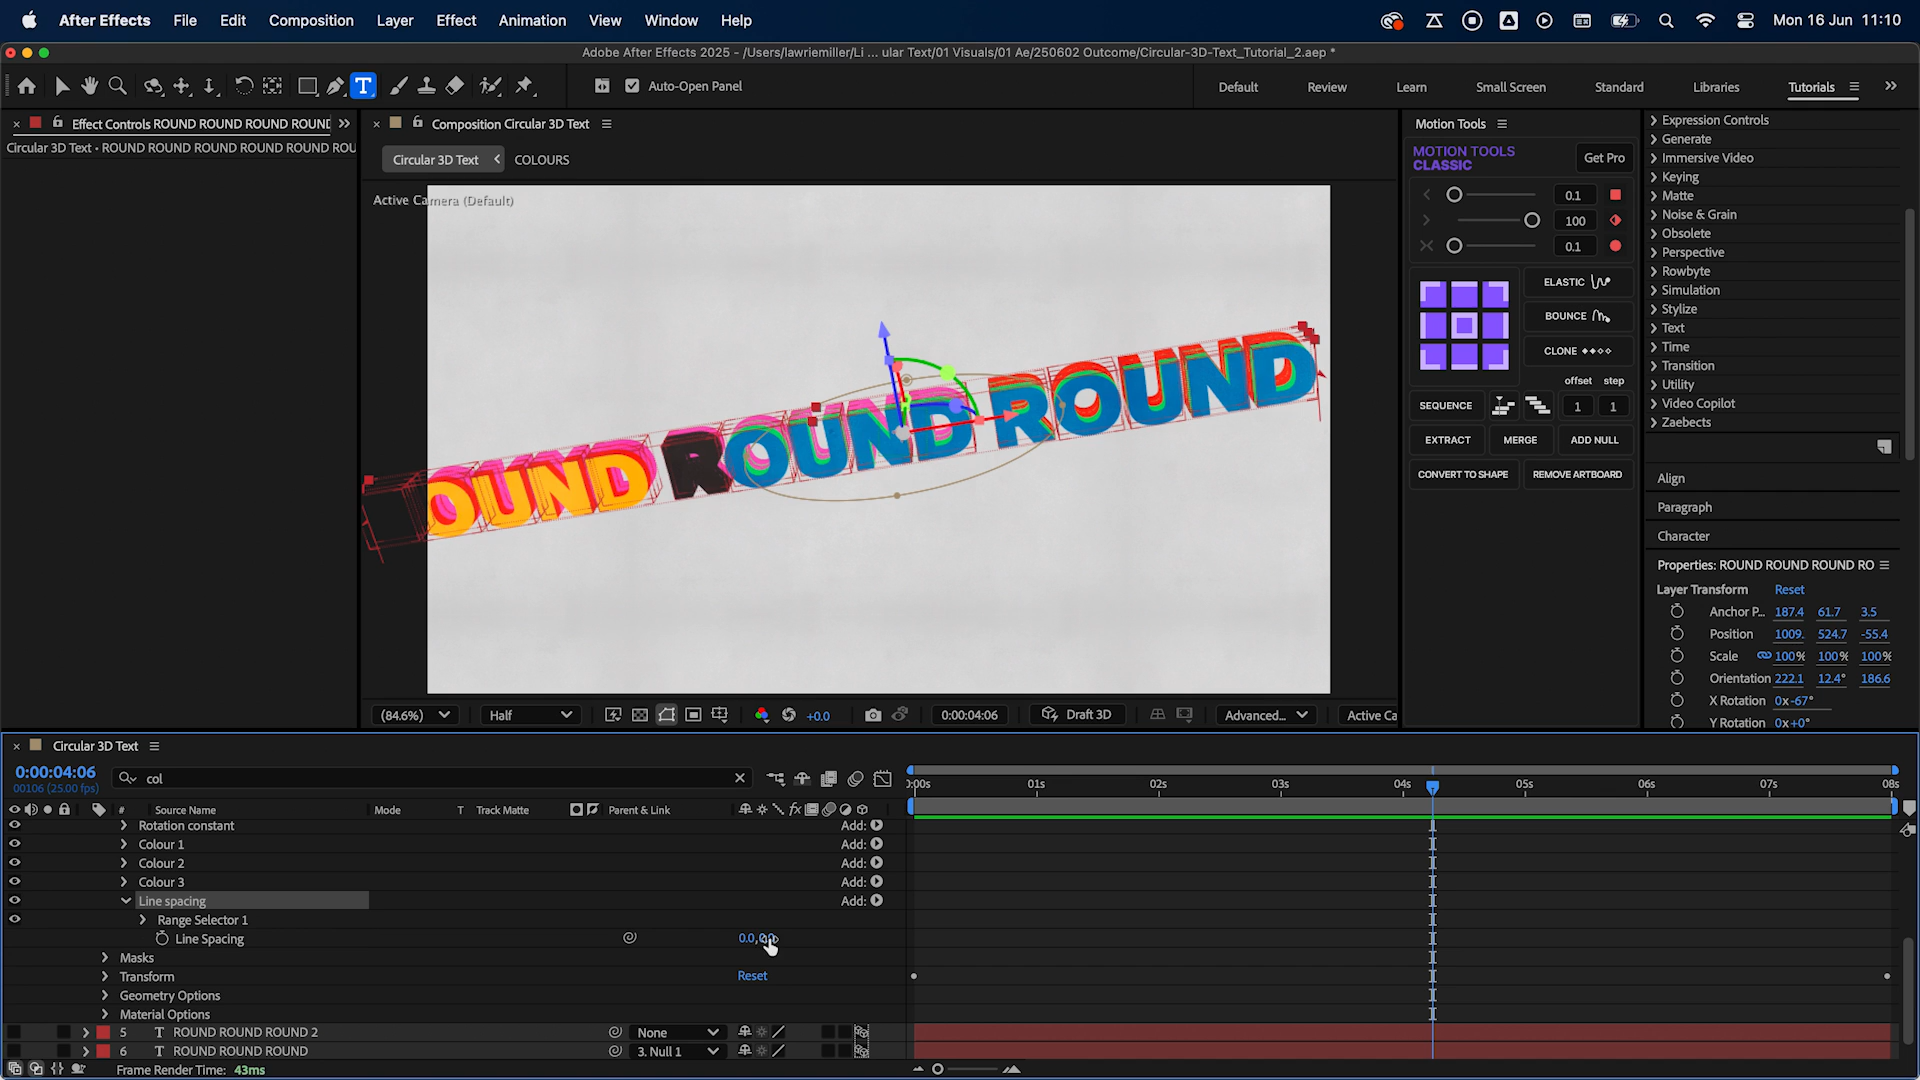 After Effects File Edit Composition Layer Effect Animation View Window Help Mon 16 Jun 11:10
Adobe After Effects 2025 - /Users/lawriemiller/Li ... ular Text/01 Visuals/01 Ae/250602 Outcome/Circular-3D-Text_Tutorial_2.aep *
Auto-Open Panel Default Review Learn Small Screen Standard Libraries Tutorials
Effect Controls ROUND ROUND ROUND ROUND
Circular 3D Text • ROUND ROUND ROUND ROUND ROUND ROU
Composition Circular 3D Text
Circular 3D Text COLOURS
Active Camera (Default)
OUND ROUND ROUND
(84.6%) Half +0.0 0:00:04:06 Draft 3D Advanced... Active Ca
Motion Tools
MOTION TOOLS
CLASSIC
Get Pro
0.1
100
0.1
ELASTIC
BOUNCE
CLONE
offset step
SEQUENCE 1 1
EXTRACT MERGE ADD NULL
CONVERT TO SHAPE REMOVE ARTBOARD
Expression Controls
Generate
Immersive Video
Keying
Matte
Noise & Grain
Obsolete
Perspective
Rowbyte
Simulation
Stylize
Text
Time
Transition
Utility
Video Copilot
Zaebects
Align
Paragraph
Character
Properties: ROUND ROUND ROUND RO
Layer Transform Reset
Anchor P... 187.4 61.7 3.5
Position 1009. 524.7 -55.4
Scale 100% 100% 100%
Orientation 222.1 12.4° 186.6
X Rotation 0x-67°
Y Rotation 0x+0°
Circular 3D Text
0:00:04:06
00106 (25.00 fps)
col
# Source Name Mode T Track Matte Parent & Link
:00s 01s 02s 03s 04s 05s 06s 07s 08s
Rotation constant Add:
Colour 1 Add:
Colour 2 Add:
Colour 3 Add:
Line spacing Add:
Range Selector 1
Line Spacing 0.0,
Masks
Transform Reset
Geometry Options
Material Options
5 T ROUND ROUND ROUND 2 None
6 T ROUND ROUND ROUND 3. Null 1
Frame Render Time: 43ms